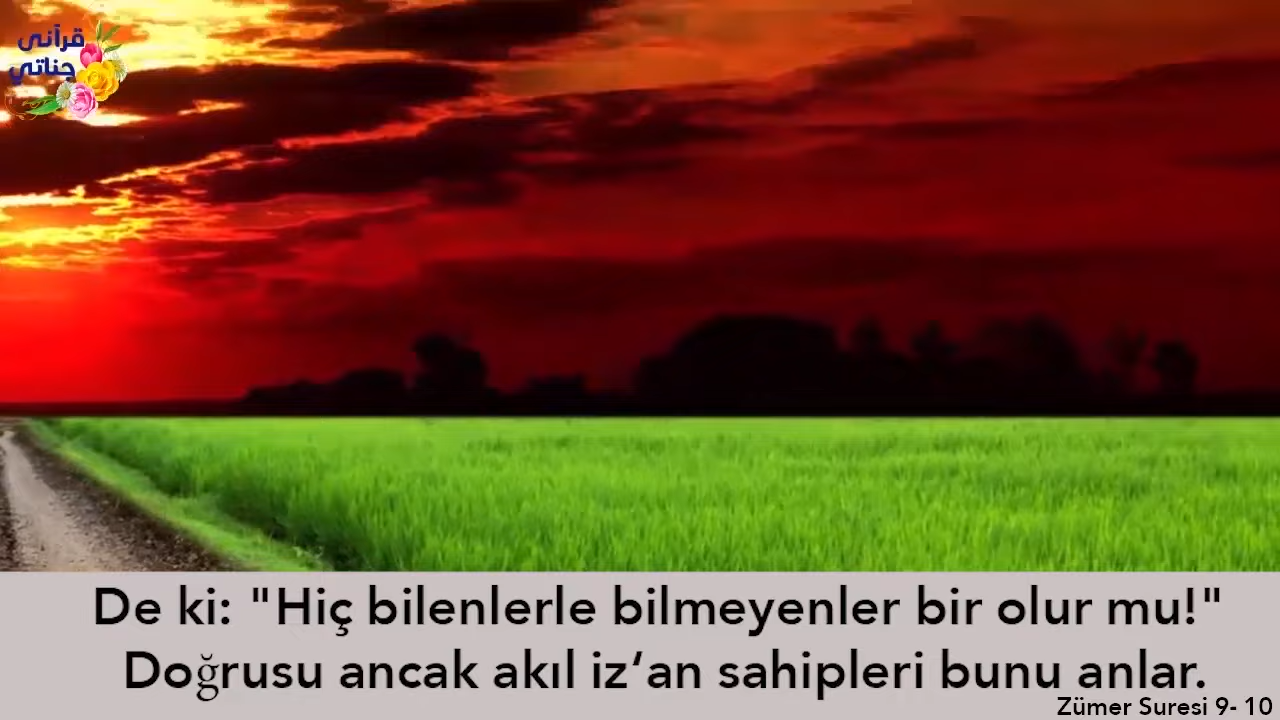 قرآنی
جناتي
De ki: "Hiç bilenlerle bilmeyenler bir olur mu!"
Doğrusu ancak akıl iz‘an sahipleri bunu anlar.
Zümer Suresi 9- 10